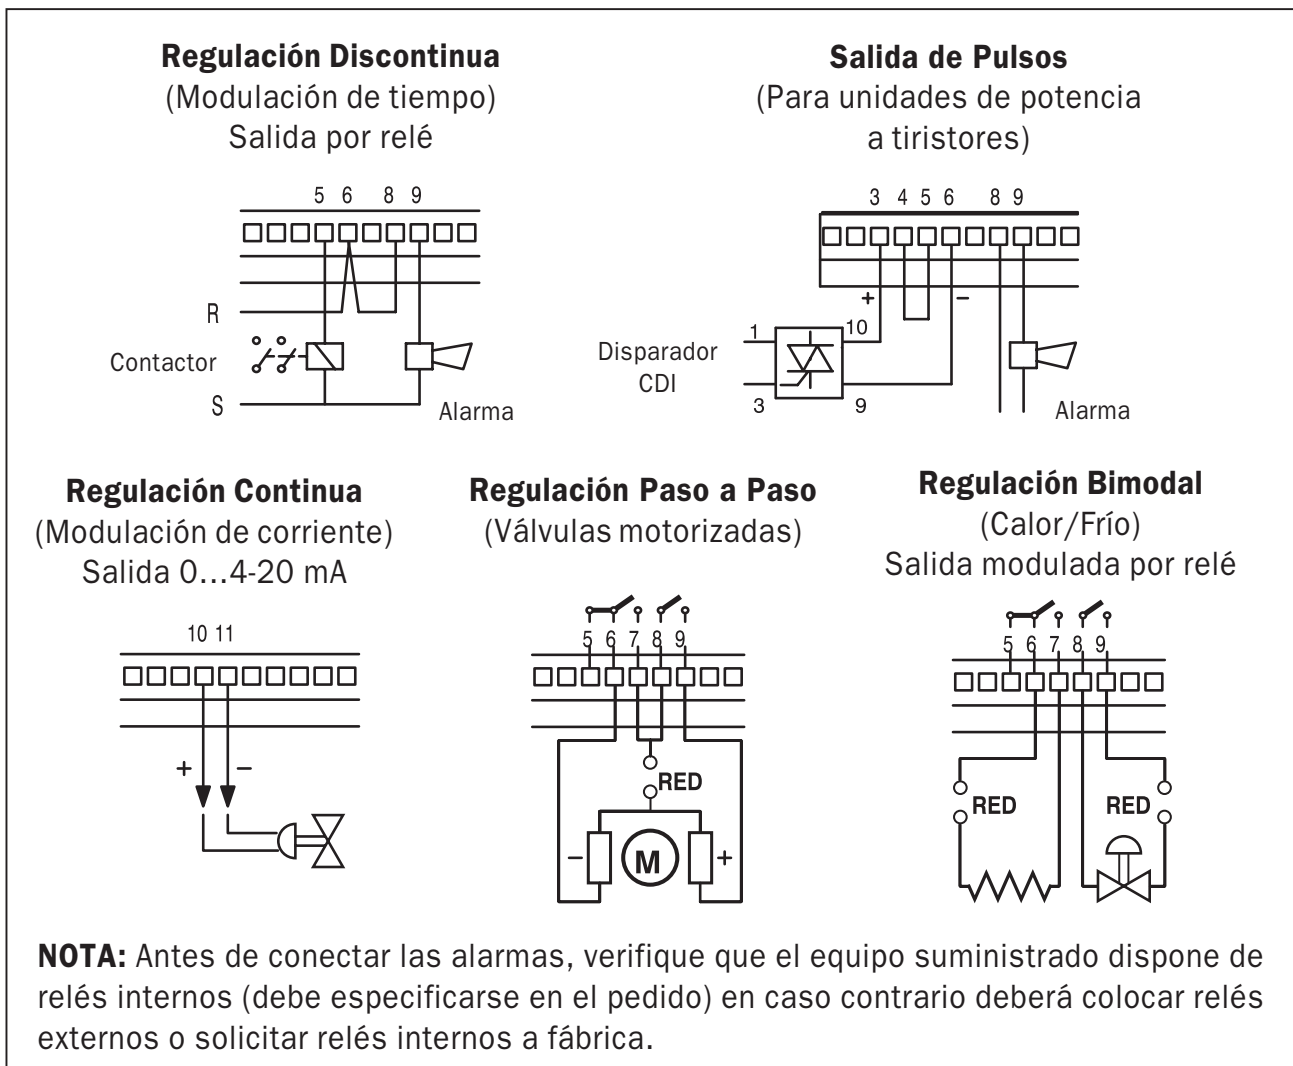 Regulación Discontinua
(Modulación de tiempo)
Salida por relé
5 6 8 9
R
Contactor
S
Alarma
Salida de Pulsos
(Para unidades de potencia
a tiristores)
3 4 5 6 8 9
+ −
1 10
Disparador
CDI
3 9
Alarma
Regulación Continua
(Modulación de corriente)
Salida 0...4-20 mA
10 11
+ −
Regulación Paso a Paso
(Válvulas motorizadas)
5 6 7 8 9
RED
− M +
Regulación Bimodal
(Calor/Frío)
Salida modulada por relé
5 6 7 8 9
RED RED
NOTA: Antes de conectar las alarmas, verifique que el equipo suministrado dispone de
relés internos (debe especificarse en el pedido) en caso contrario deberá colocar relés
externos o solicitar relés internos a fábrica.